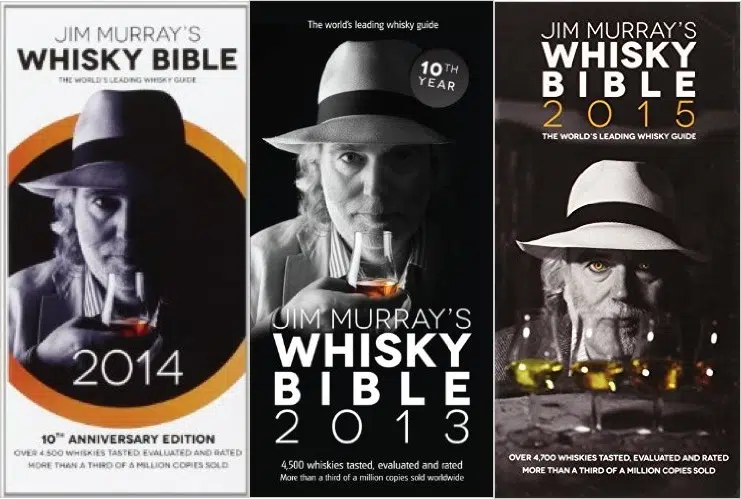 JIM MURRAY'S
WHISKY BIBLE
THE WORLD'S LEADING WHISKY GUIDE
2014
10TH ANNIVERSARY EDITION
OVER 4,500 WHISKIES TASTED, EVALUATED AND RATED
MORE THAN A THIRD OF A MILLION COPIES SOLD
The world's leading whisky guide
10TH
YEAR
JIM MURRAY'S
WHISKY
BIBLE
2013
4,500 whiskies tasted, evaluated and rated
More than a third of a million copies sold worldwide
JIM MURRAY'S
WHISKY
BIBLE
2015
THE WORLD'S LEADING WHISKY GUIDE
OVER 4,700 WHISKIES TASTED, EVALUATED AND RATED
MORE THAN A THIRD OF A MILLION COPIES SOLD